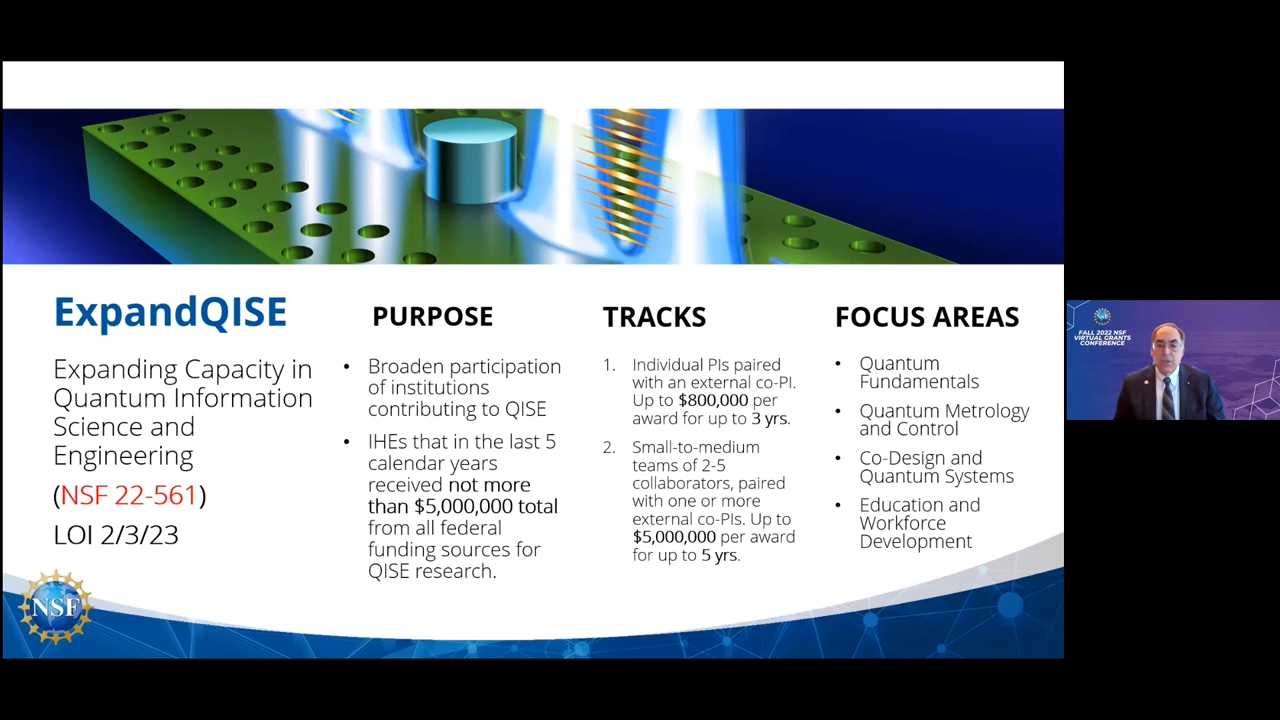 ExpandQISE
Expanding Capacity in
Quantum Information
Science and
Engineering
(NSF 22-561)
LOI 2/3/23
PURPOSE
• Broaden participation
of institutions
contributing to QISE
• IHEs that in the last 5
calendar years
received not more
than $5,000,000 total
from all federal
funding sources for
QISE research.
TRACKS
1. Individual PIs paired
with an external co-PI.
Up to $800,000 per
award for up to 3 yrs.
2. Small-to-medium
teams of 2-5
collaborators, paired
with one or more
external co-PIs. Up to
$5,000,000 per award
for up to 5 yrs.
FOCUS AREAS
• Quantum
Fundamentals
• Quantum Metrology
and Control
• Co-Design and
Quantum Systems
• Education and
Workforce
Development
NSF
FALL 2022 NSF
VIRTUAL GRANTS
CONFERENCE